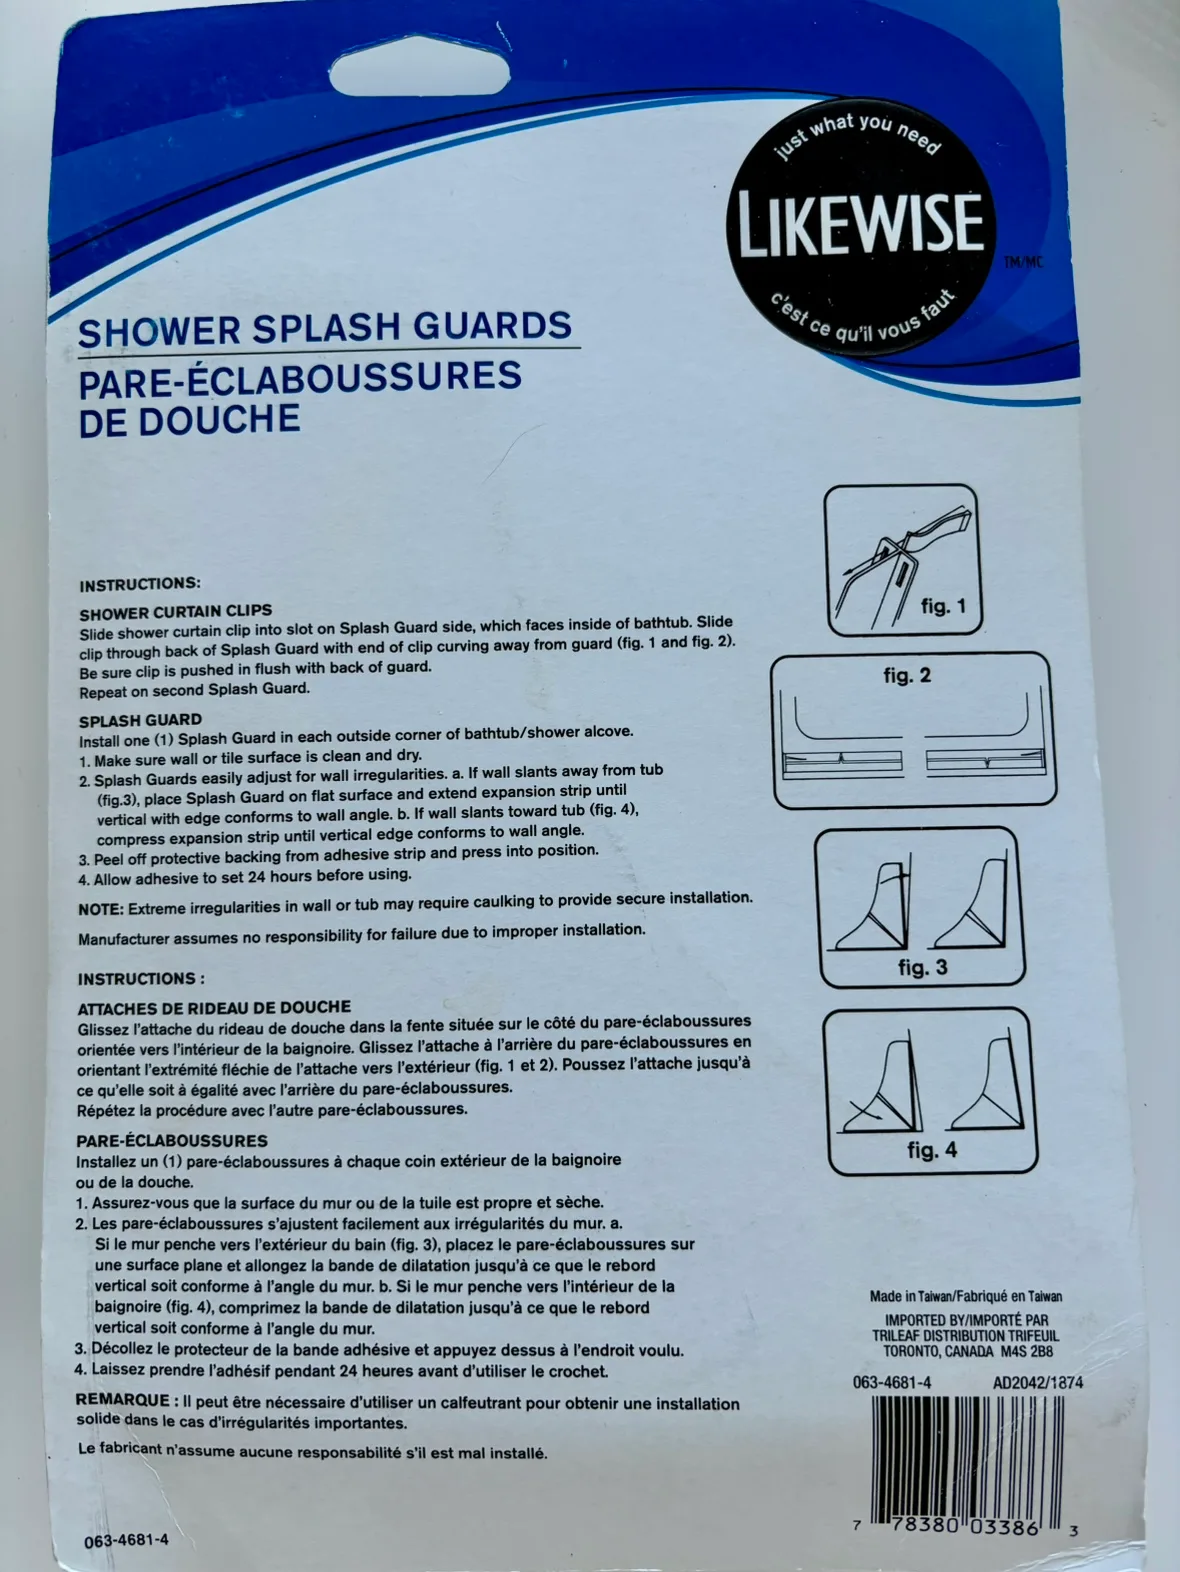 just what you need
LIKEWISE
TM/MC
c'est ce qu'il vous faut
SHOWER SPLASH GUARDS
PARE-ÉCLABOUSSURES
DE DOUCHE
INSTRUCTIONS:
SHOWER CURTAIN CLIPS
Slide shower curtain clip into slot on Splash Guard side, which faces inside of bathtub. Slide
clip through back of Splash Guard with end of clip curving away from guard (fig. 1 and fig. 2).
Be sure clip is pushed in flush with back of guard.
Repeat on second Splash Guard.
SPLASH GUARD
Install one (1) Splash Guard in each outside corner of bathtub/shower alcove.
1. Make sure wall or tile surface is clean and dry.
2. Splash Guards easily adjust for wall irregularities. a. If wall slants away from tub
(fig.3), place Splash Guard on flat surface and extend expansion strip until
vertical with edge conforms to wall angle. b. If wall slants toward tub (fig. 4),
compress expansion strip until vertical edge conforms to wall angle.
3. Peel off protective backing from adhesive strip and press into position.
4. Allow adhesive to set 24 hours before using.
NOTE: Extreme irregularities in wall or tub may require caulking to provide secure installation.
Manufacturer assumes no responsibility for failure due to improper installation.
INSTRUCTIONS :
ATTACHES DE RIDEAU DE DOUCHE
Glissez l'attache du rideau de douche dans la fente située sur le côté du pare-éclaboussures
orientée vers l'intérieur de la baignoire. Glissez l'attache à l'arrière du pare-éclaboussures en
orientant l'extrémité fléchie de l'attache vers l'extérieur (fig. 1 et 2). Poussez l'attache jusqu'à
ce qu'elle soit à égalité avec l'arrière du pare-éclaboussures.
Répétez la procédure avec l'autre pare-éclaboussures.
PARE-ÉCLABOUSSURES
Installez un (1) pare-éclaboussures à chaque coin extérieur de la baignoire
ou de la douche.
1. Assurez-vous que la surface du mur ou de la tuile est propre et sèche.
2. Les pare-éclaboussures s'ajustent facilement aux irrégularités du mur. a.
Si le mur penche vers l'extérieur du bain (fig. 3), placez le pare-éclaboussures sur
une surface plane et allongez la bande de dilatation jusqu'à ce que le rebord
vertical soit conforme à l'angle du mur. b. Si le mur penche vers l'intérieur de la
baignoire (fig. 4), comprimez la bande de dilatation jusqu'à ce que le rebord
vertical soit conforme à l'angle du mur.
3. Décollez le protecteur de la bande adhésive et appuyez dessus à l'endroit voulu.
4. Laissez prendre l'adhésif pendant 24 heures avant d'utiliser le crochet.
REMARQUE : Il peut être nécessaire d'utiliser un calfeutrant pour obtenir une installation
solide dans le cas d'irrégularités importantes.
Le fabricant n'assume aucune responsabilité s'il est mal installé.
063-4681-4
fig. 1
fig. 2
fig. 3
fig. 4
Made in Taiwan/Fabriqué en Taiwan
IMPORTED BY/IMPORTÉ PAR
TRILEAF DISTRIBUTION TRIFEUIL
TORONTO, CANADA M4S 2B8
063-4681-4 AD2042/1874
7 78380 03386 3